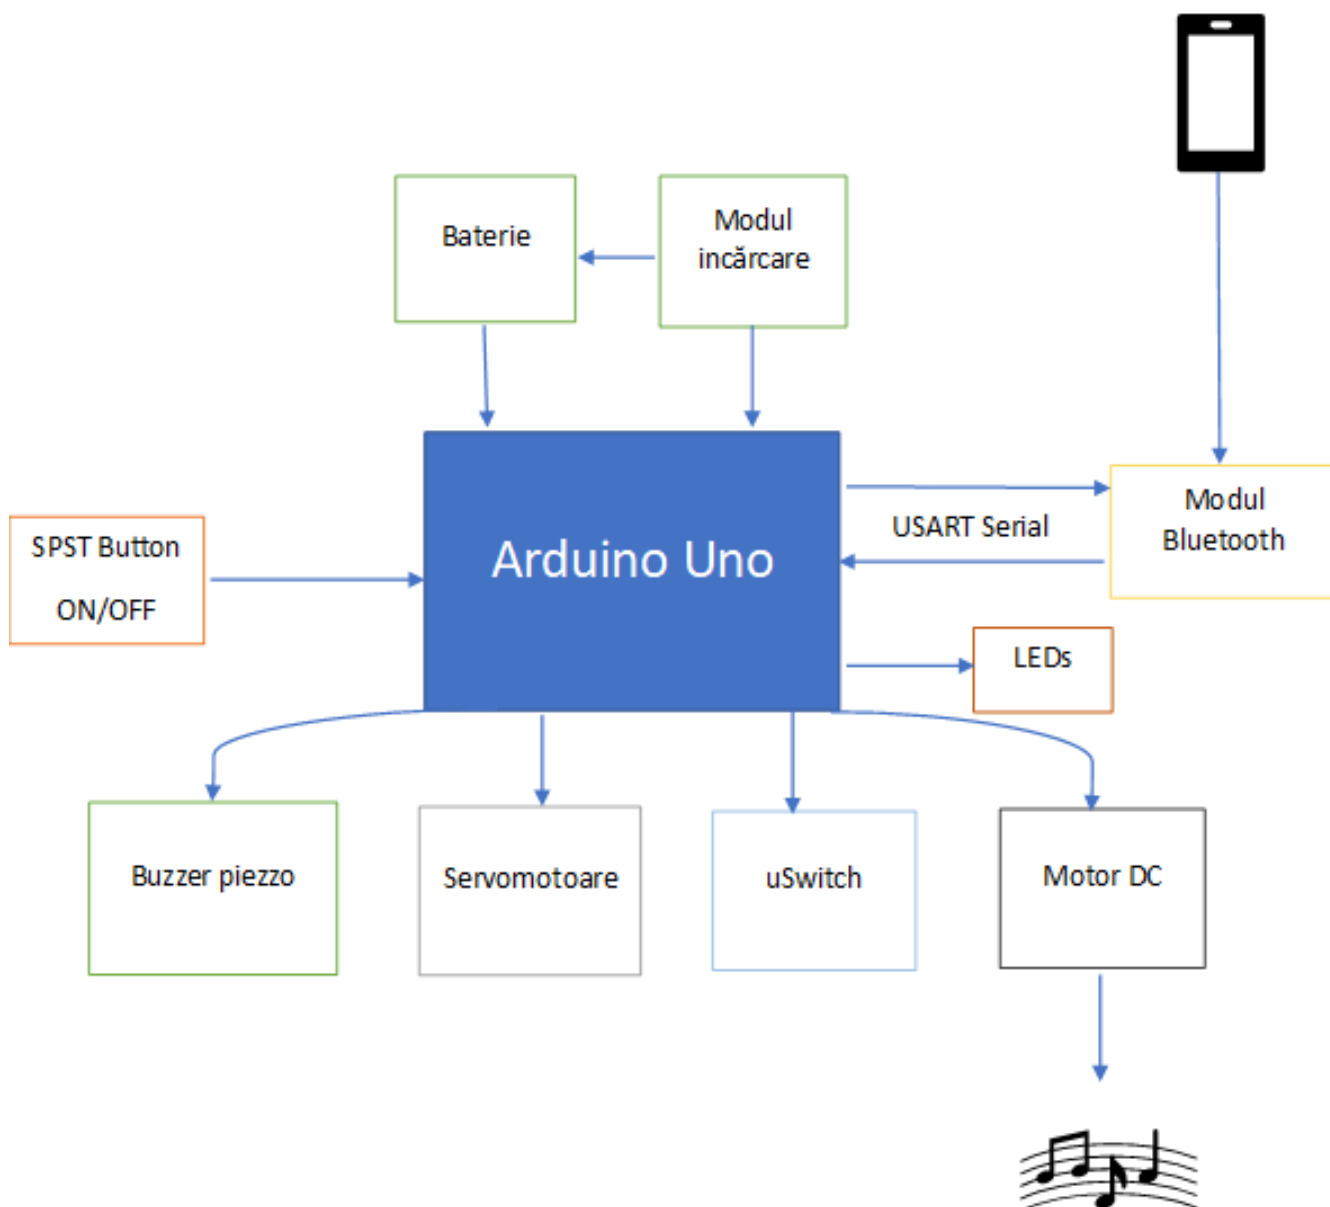 Baterie
Modul
incărcare
SPST Button
ON/OFF
Arduino Uno
USART Serial
Modul
Bluetooth
LEDs
Buzzer piezzo
Servomotoare
uSwitch
Motor DC